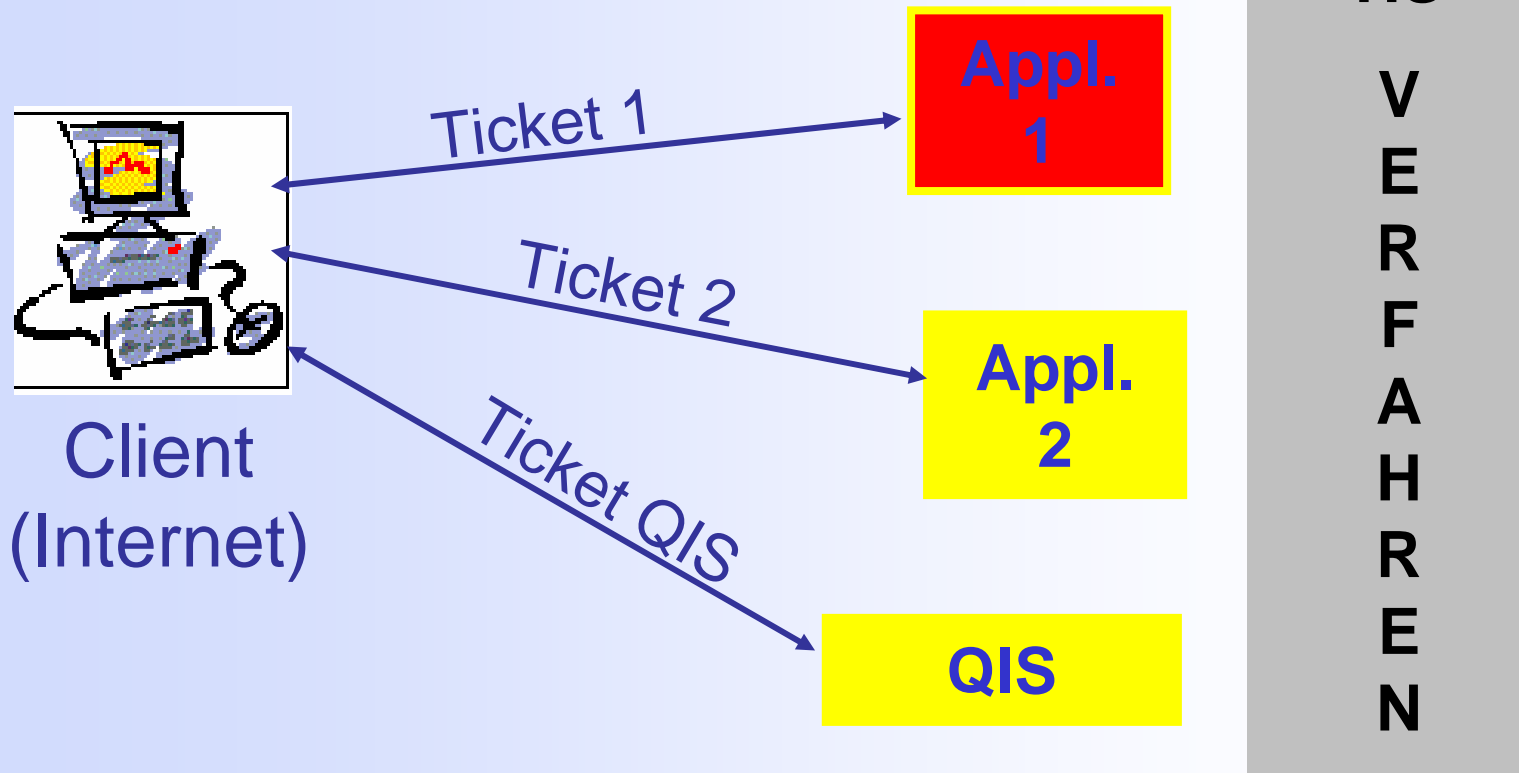 Ticket 1
Appl.
1
Ticket 2
Appl.
2
Client
(Internet)
Ticket QIS
QIS
V
E
R
F
A
H
R
E
N